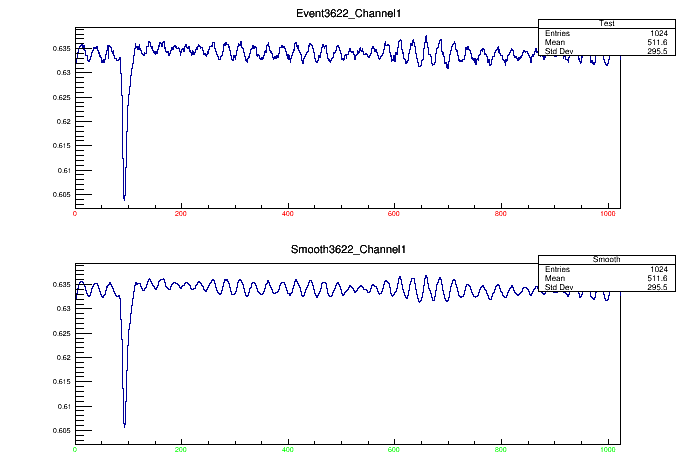 Event3622_Channel1
Test
Entries 1024
Mean 511.6
Std Dev 295.5
0.635
0.63
0.625
0.62
0.615
0.61
0.605
0 200 400 600 800 1000
Smooth3622_Channel1
Smooth
Entries 1024
Mean 511.6
Std Dev 295.5
0.635
0.63
0.625
0.62
0.615
0.61
0.605
0 200 400 600 800 1000